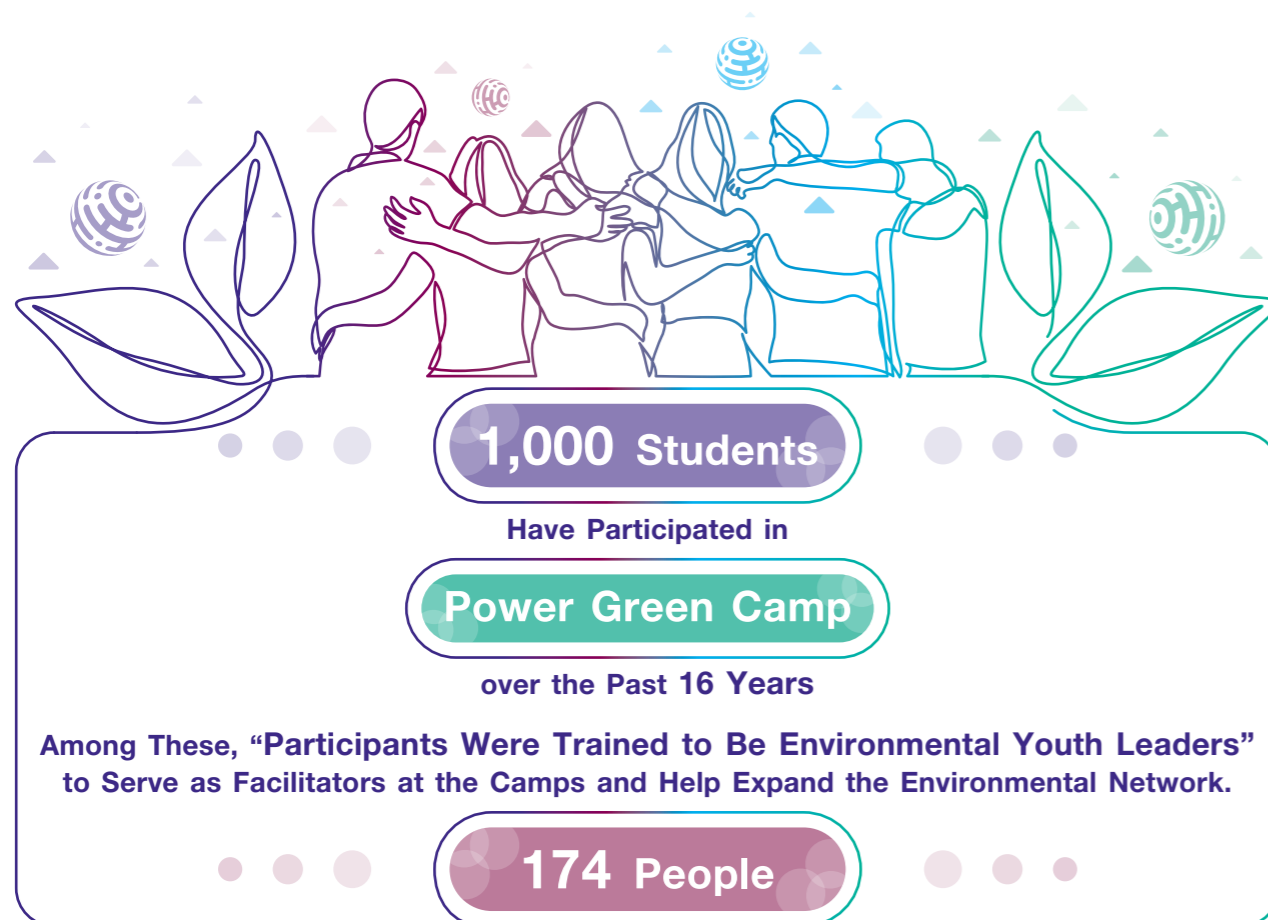 1,000 Students
Have Participated in
Power Green Camp
over the Past 16 Years
Among These, “Participants Were Trained to Be Environmental Youth Leaders”
to Serve as Facilitators at the Camps and Help Expand the Environmental Network.
174 People